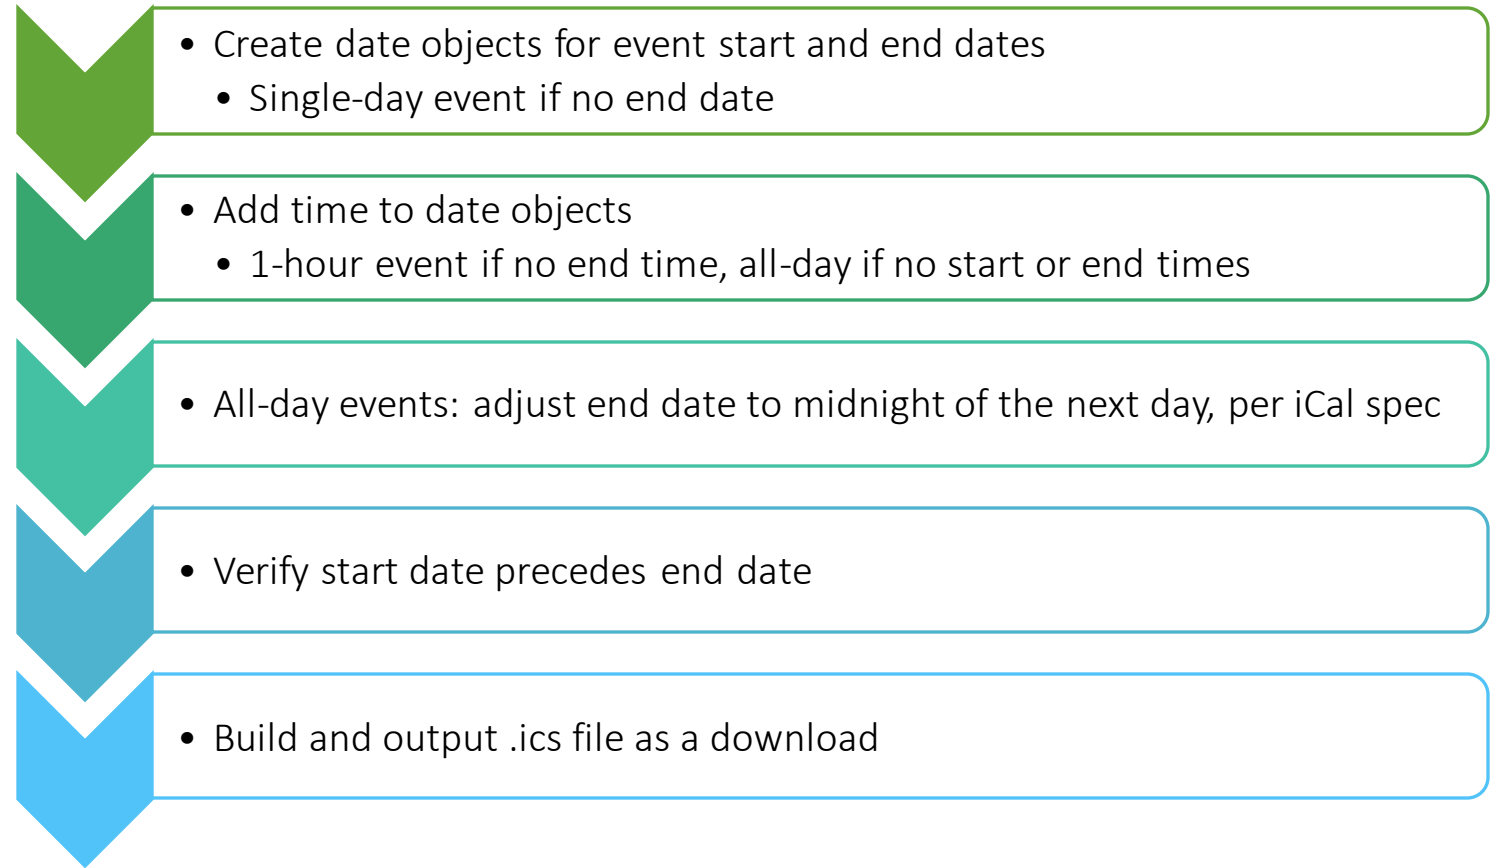 • Create date objects for event start and end dates
• Single-day event if no end date
• Add time to date objects
• 1-hour event if no end time, all-day if no start or end times
• All-day events: adjust end date to midnight of the next day, per iCal spec
• Verify start date precedes end date
• Build and output .ics file as a download